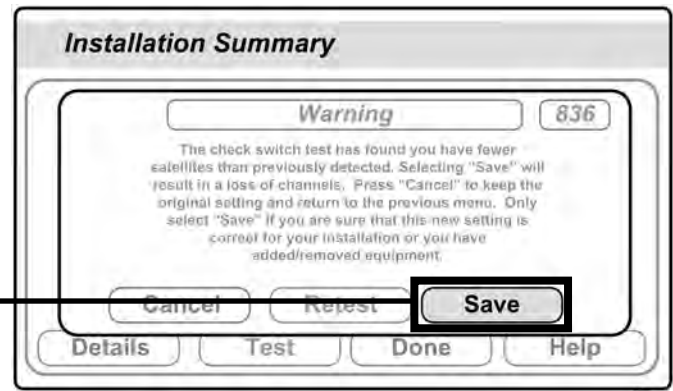 Installation Summary
Warning
836
The check switch test has found you have fewer
satellites than previously detected. Selecting "Save" will
result in a loss of channels. Press "Cancel" to keep the
original setting and return to the previous menu. Only
select "Save" if you are sure that this new setting is
correct for your installation or you have
added/removed equipment.
Cancel Retest Save
Details Test Done Help